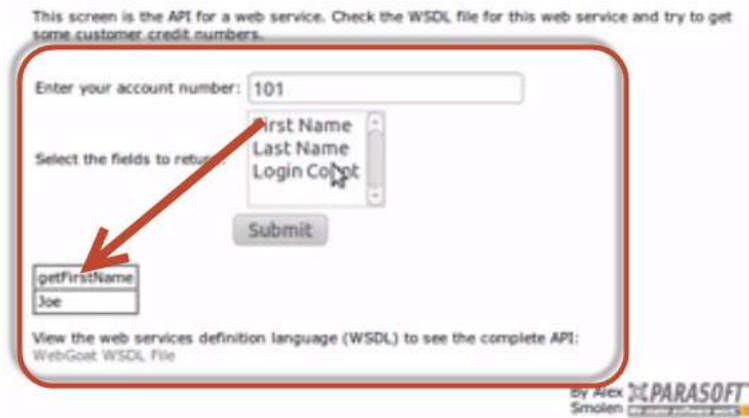 This screen is the API for a web service. Check the WSDL file for this web service and try to get
some customer credit numbers.
Enter your account number: 101
First Name
Last Name
Select the fields to return:
Login Count
Submit
getFirstName
Joe
View the web services definition language (WSDL) to see the complete API:
WebGoat WSDL File
By Alex PARASOFT
Smolen